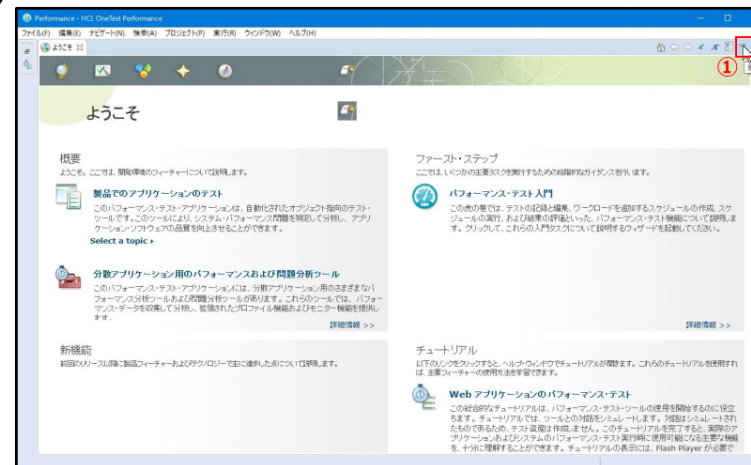 Performance - HCL OneTest Performance
ファイル(F) 編集(E) ナビゲート(N) 検索(A) プロジェクト(P) 実行(R) ウィンドウ(W) ヘルプ(H)
ようこそ
①
ようこそ
概要
ようこそ。ここでは、開発環境のフィーチャーについて説明します。
製品でのアプリケーションのテスト
このパフォーマンス・テスト・アプリケーションは、自動化されたオブジェクト指向のテスト・
ツールです。このツールにより、システム・パフォーマンス問題を特定して分析し、アプリ
ケーション・ソフトウェアの品質を向上させることができます。
Select a topic ›
分散アプリケーション用のパフォーマンスおよび問題分析ツール
このパフォーマンス・テスト・アプリケーションには、分散アプリケーション用のさまざまなパ
フォーマンス分析ツールおよび問題分析ツールがあります。これらのツールでは、パフォー
マンス・データを収集して分析し、拡張されたプロファイル機能およびモニター機能を提供し
ます.
詳細情報 >>
新機能
前回のリリース以降に製品フィーチャーおよびテクノロジーで主に進歩した点について説明します。
ファースト・ステップ
ここでは、いくつかの主要タスクを実行するための段階的なガイダンスを行います。
パフォーマンス・テスト入門
この虎の巻では、テストの記録と編集、ワークロードを追加するスケジュールの作成、スケ
ジュールの実行、および結果の評価といった、パフォーマンス・テスト機能について説明しま
す。クリックして、これらの入門タスクについて説明するウィザードを起動してください。
詳細情報 >>
チュートリアル
以下のリンクをクリックすると、ヘルプ・ウィンドウでチュートリアルが開きます。これらのチュートリアルを使用すれ
ば、主要フィーチャーの使用方法を学習できます。
Web アプリケーションのパフォーマンス・テスト
この総合的なチュートリアルは、パフォーマンス・テスト・ツールの使用を開始するのに役立
ちます。チュートリアルでは、ツールとの対話をシミュレートします。対話はシミュレートされ
たものであるため、テスト資産は作成しません。このチュートリアルを完了すると、実際のア
プリケーションおよびシステムのパフォーマンス・テスト実行時に使用可能になる主要な機能
を、十分に理解することができます。チュートリアルの表示には、Flash Player が必要で